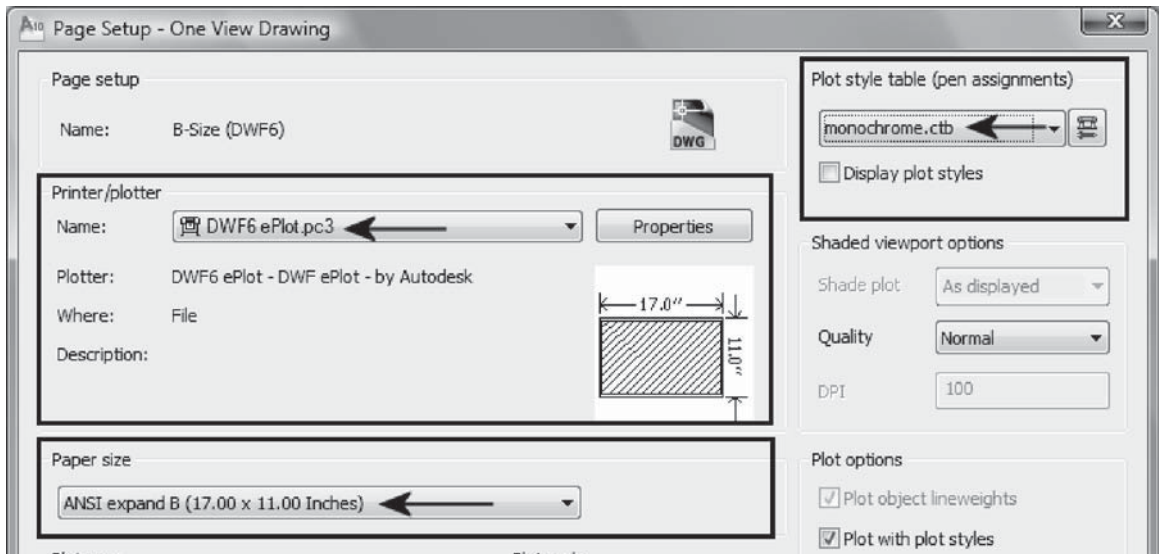 A10 Page Setup - One View Drawing
Page setup
Name: B-Size (DWF6)
DWG
Printer/plotter
Name: DWF6 ePlot.pc3 Properties
Plotter: DWF6 ePlot - DWF ePlot - by Autodesk
Where: File
Description:
17.0"
11.0"
Paper size
ANSI expand B (17.00 x 11.00 Inches)
Plot style table (pen assignments)
monochrome.ctb
Display plot styles
Shaded viewport options
Shade plot As displayed
Quality Normal
DPI 100
Plot options
Plot object lineweights
Plot with plot styles